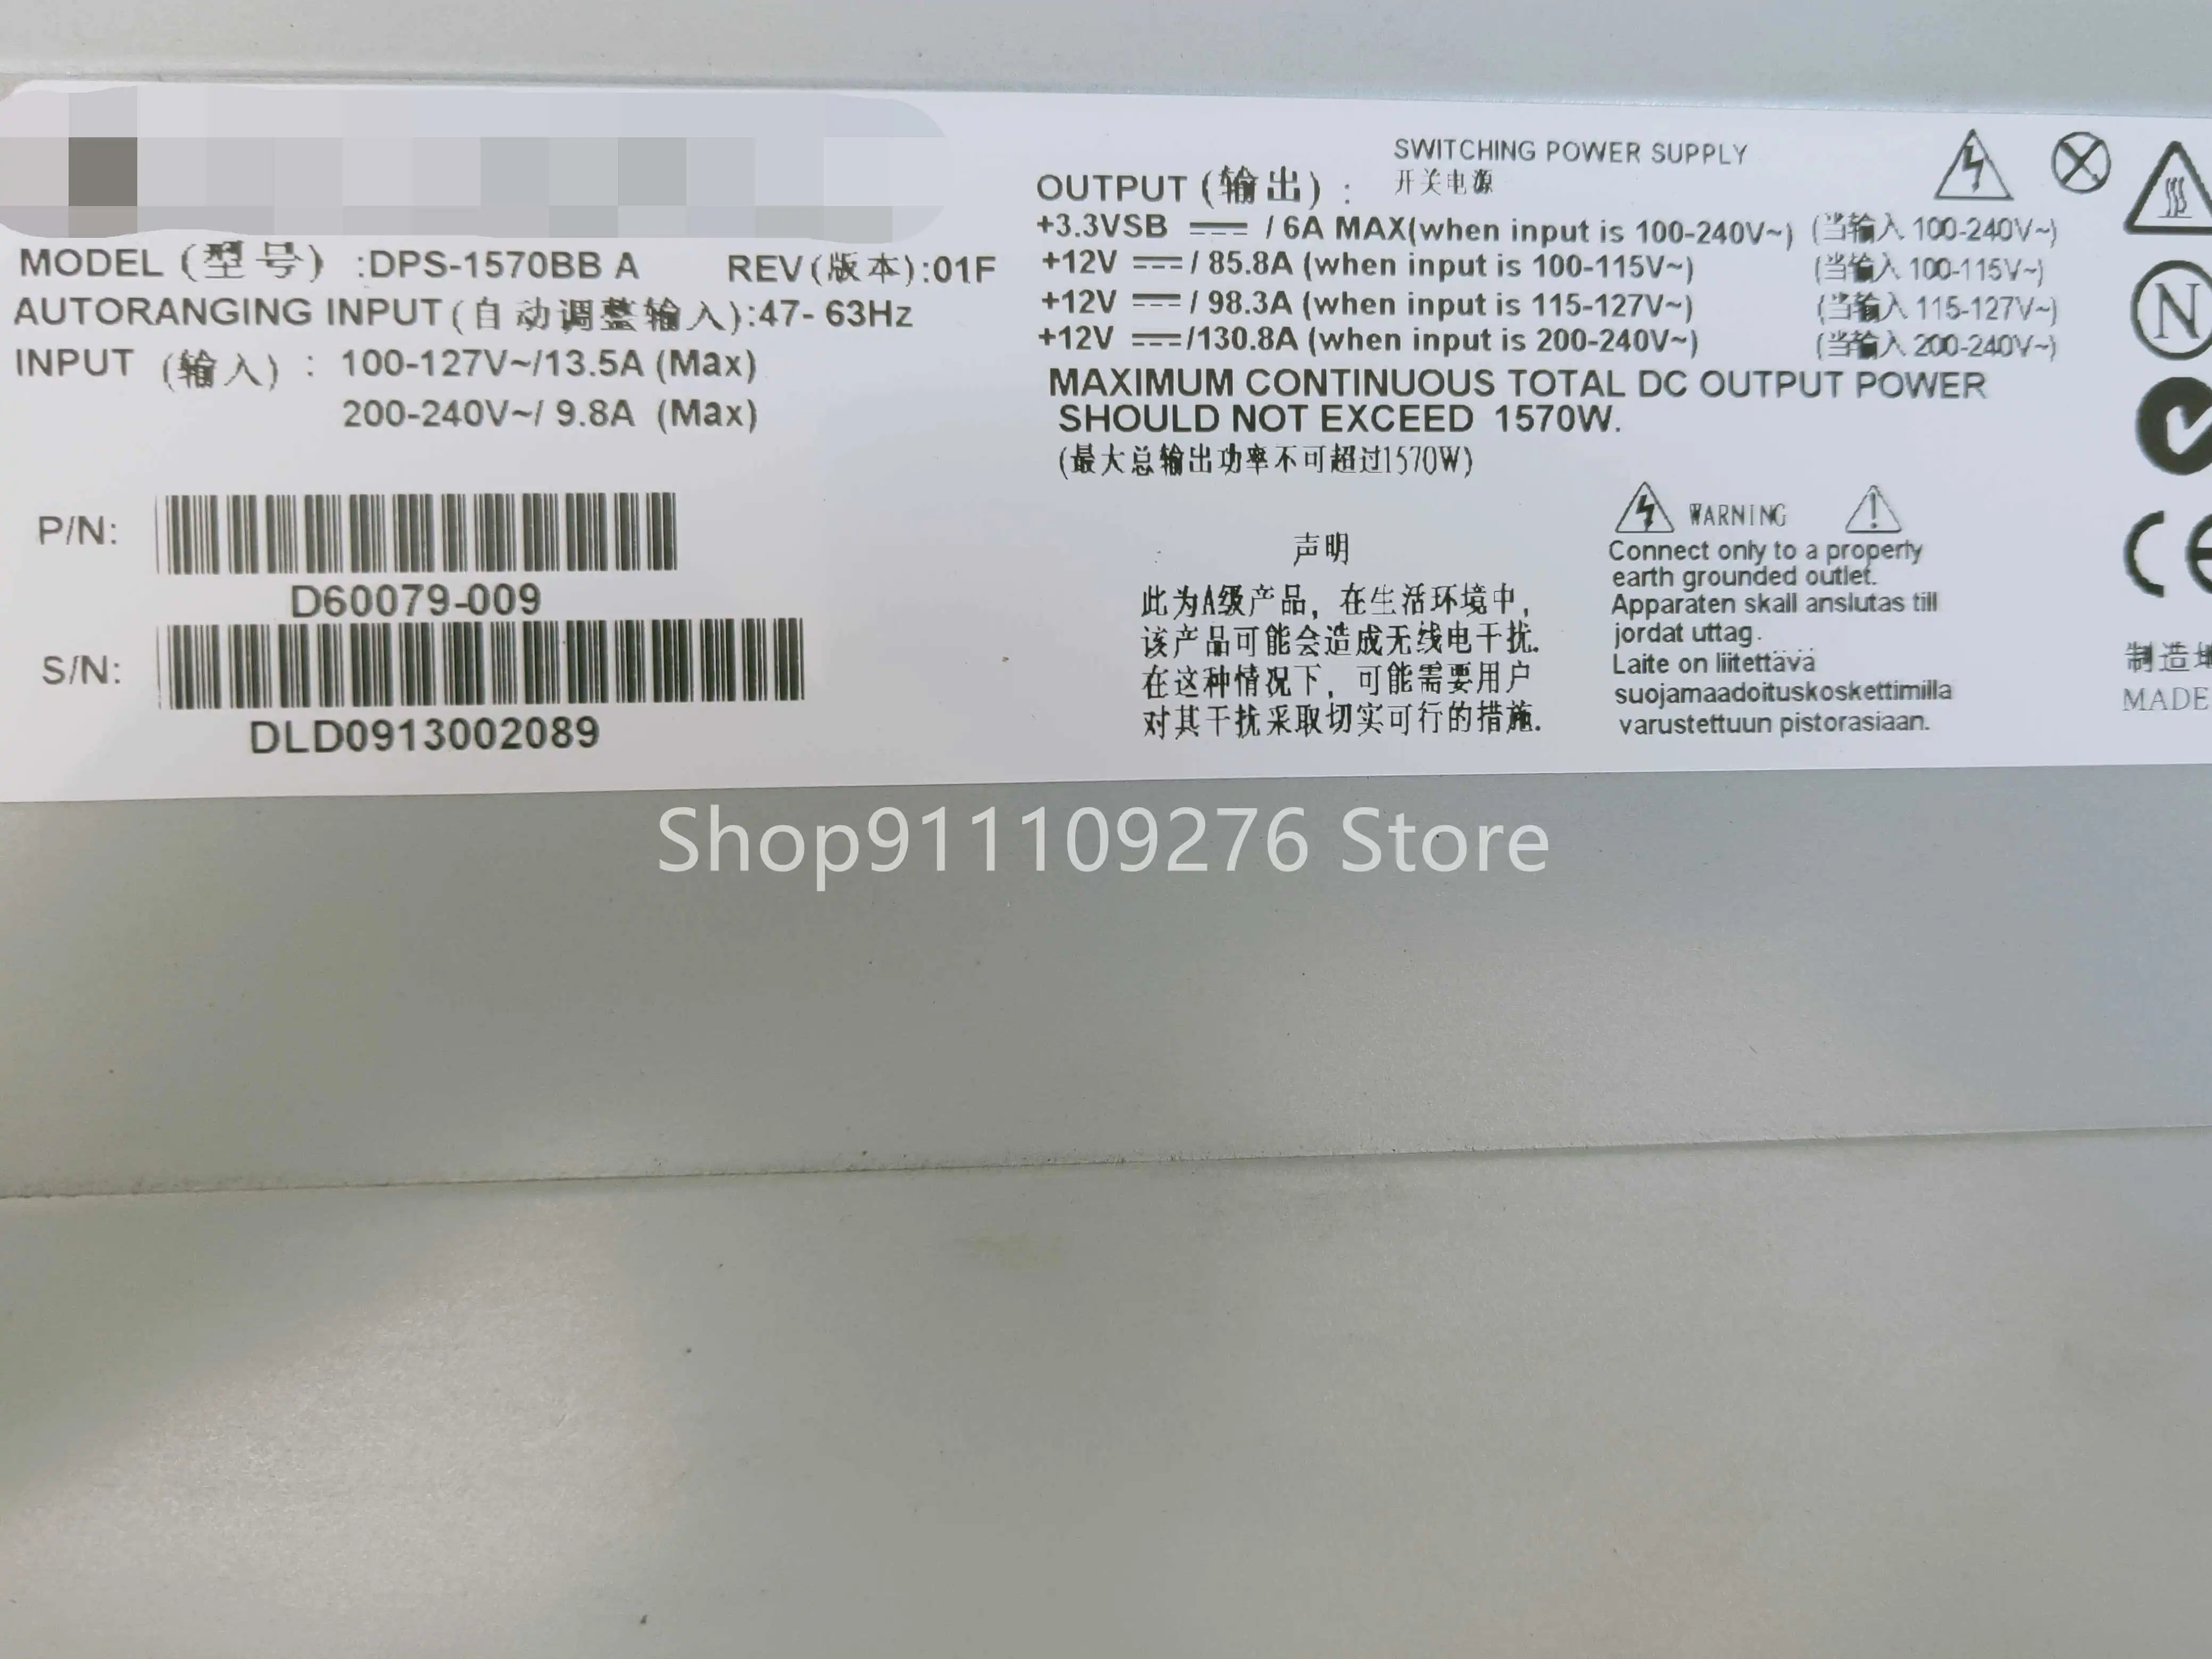 MODEL (型号) :DPS-1570BB A REV(版本):01F
AUTORANGING INPUT(自动调整输入):47- 63Hz
INPUT (输入) : 100-127V~/13.5A (Max)
200-240V~/ 9.8A (Max)
P/N:
D60079-009
S/N:
DLD0913002089
SWITCHING POWER SUPPLY
开关电源
OUTPUT (输出) :
+3.3VSB / 6A MAX(when input is 100-240V~) (当输入 100-240V~)
+12V / 85.8A (when input is 100-115V~) (当输入 100-115V~)
+12V / 98.3A (when input is 115-127V~) (当输入 115-127V~)
+12V /130.8A (when input is 200-240V~) (当输入 200-240V~)
MAXIMUM CONTINUOUS TOTAL DC OUTPUT POWER
SHOULD NOT EXCEED 1570W.
(最大总输出功率不可超过1570W)
声明
此为A级产品，在生活环境中，
该产品可能会造成无线电干扰.
在这种情况下，可能需要用户
对其干扰采取切实可行的措施.
WARNING
Connect only to a property
earth grounded outlet.
Apparaten skall anslutas till
jordat uttag.
Laite on liitettävä
suojamaadoituskoskettimilla
varustettuun pistorasiaan.
N
CE
制造
MADE
Shop911109276 Store